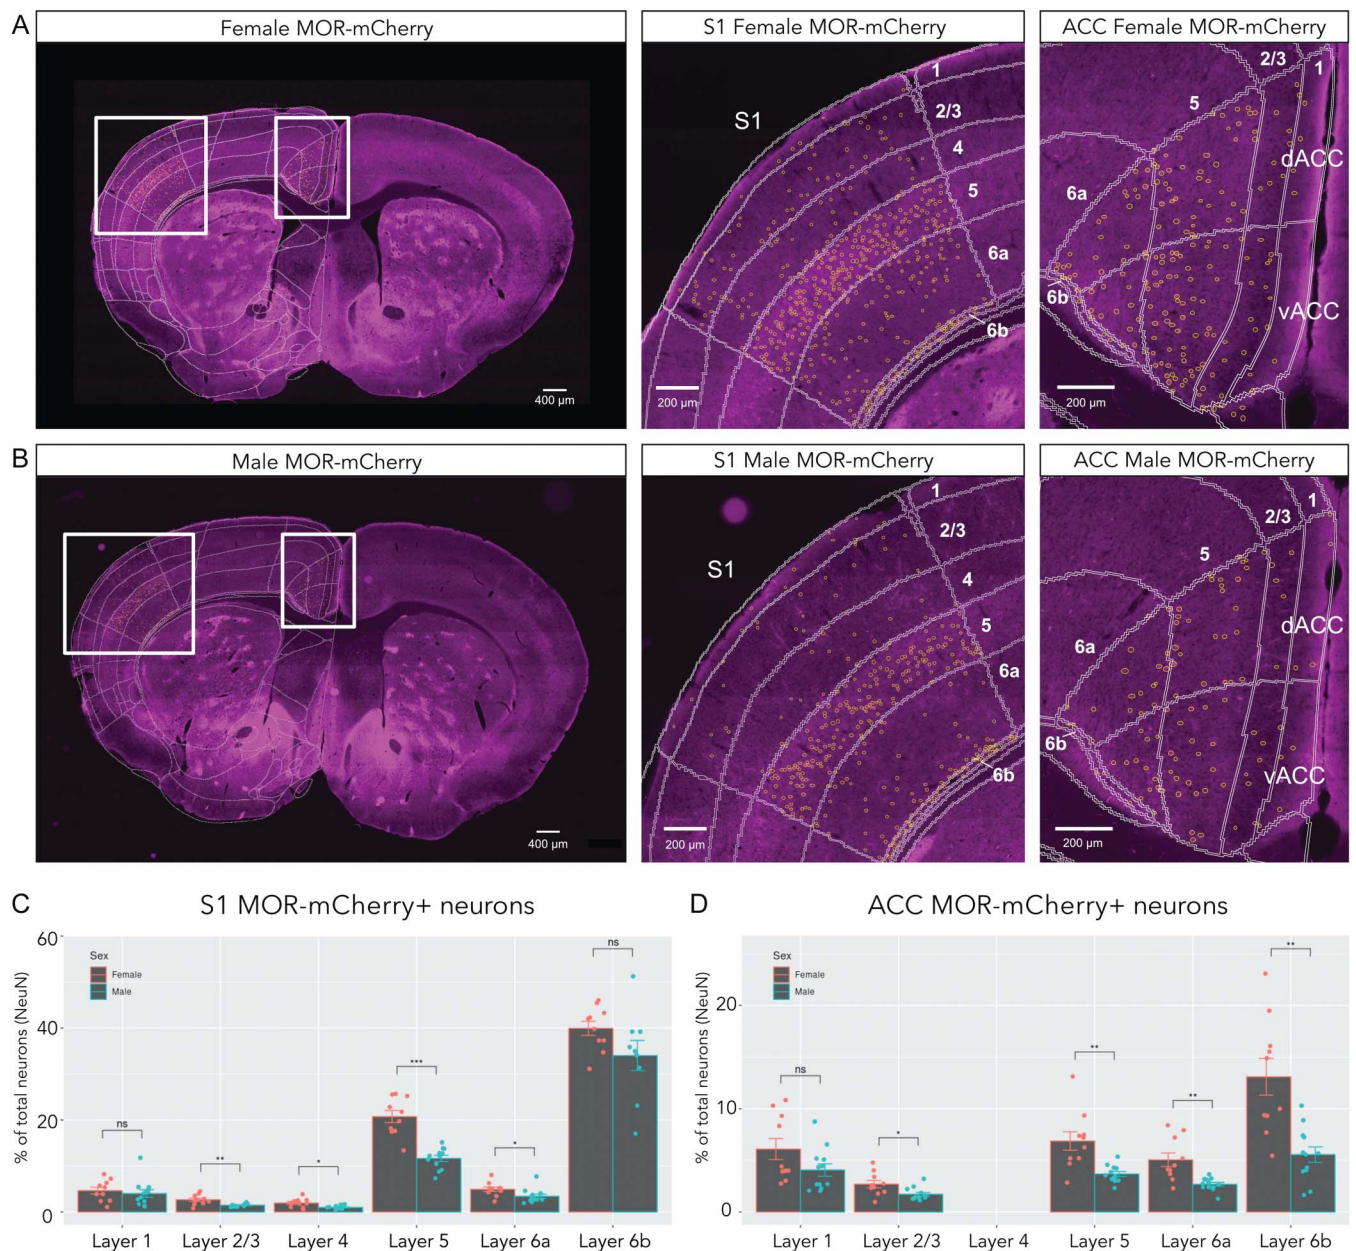 A
Female MOR-mCherry
S1 Female MOR-mCherry
ACC Female MOR-mCherry
400 µm
S1
1
2/3
4
5
6a
6b
200 µm
2/3
1
5
dACC
6a
6b
vACC
200 µm
B
Male MOR-mCherry
S1 Male MOR-mCherry
ACC Male MOR-mCherry
400 µm
S1
1
2/3
4
5
6a
6b
200 µm
1
2/3
5
dACC
6a
6b
vACC
200 µm
C
S1 MOR-mCherry+ neurons
% of total neurons (NeuN)
60
40
20
0
Sex
Female
Male
ns
**
*
***
*
ns
Layer 1
Layer 2/3
Layer 4
Layer 5
Layer 6a
Layer 6b
D
ACC MOR-mCherry+ neurons
% of total neurons (NeuN)
20
10
0
Sex
Female
Male
ns
*
**
**
**
Layer 1
Layer 2/3
Layer 4
Layer 5
Layer 6a
Layer 6b